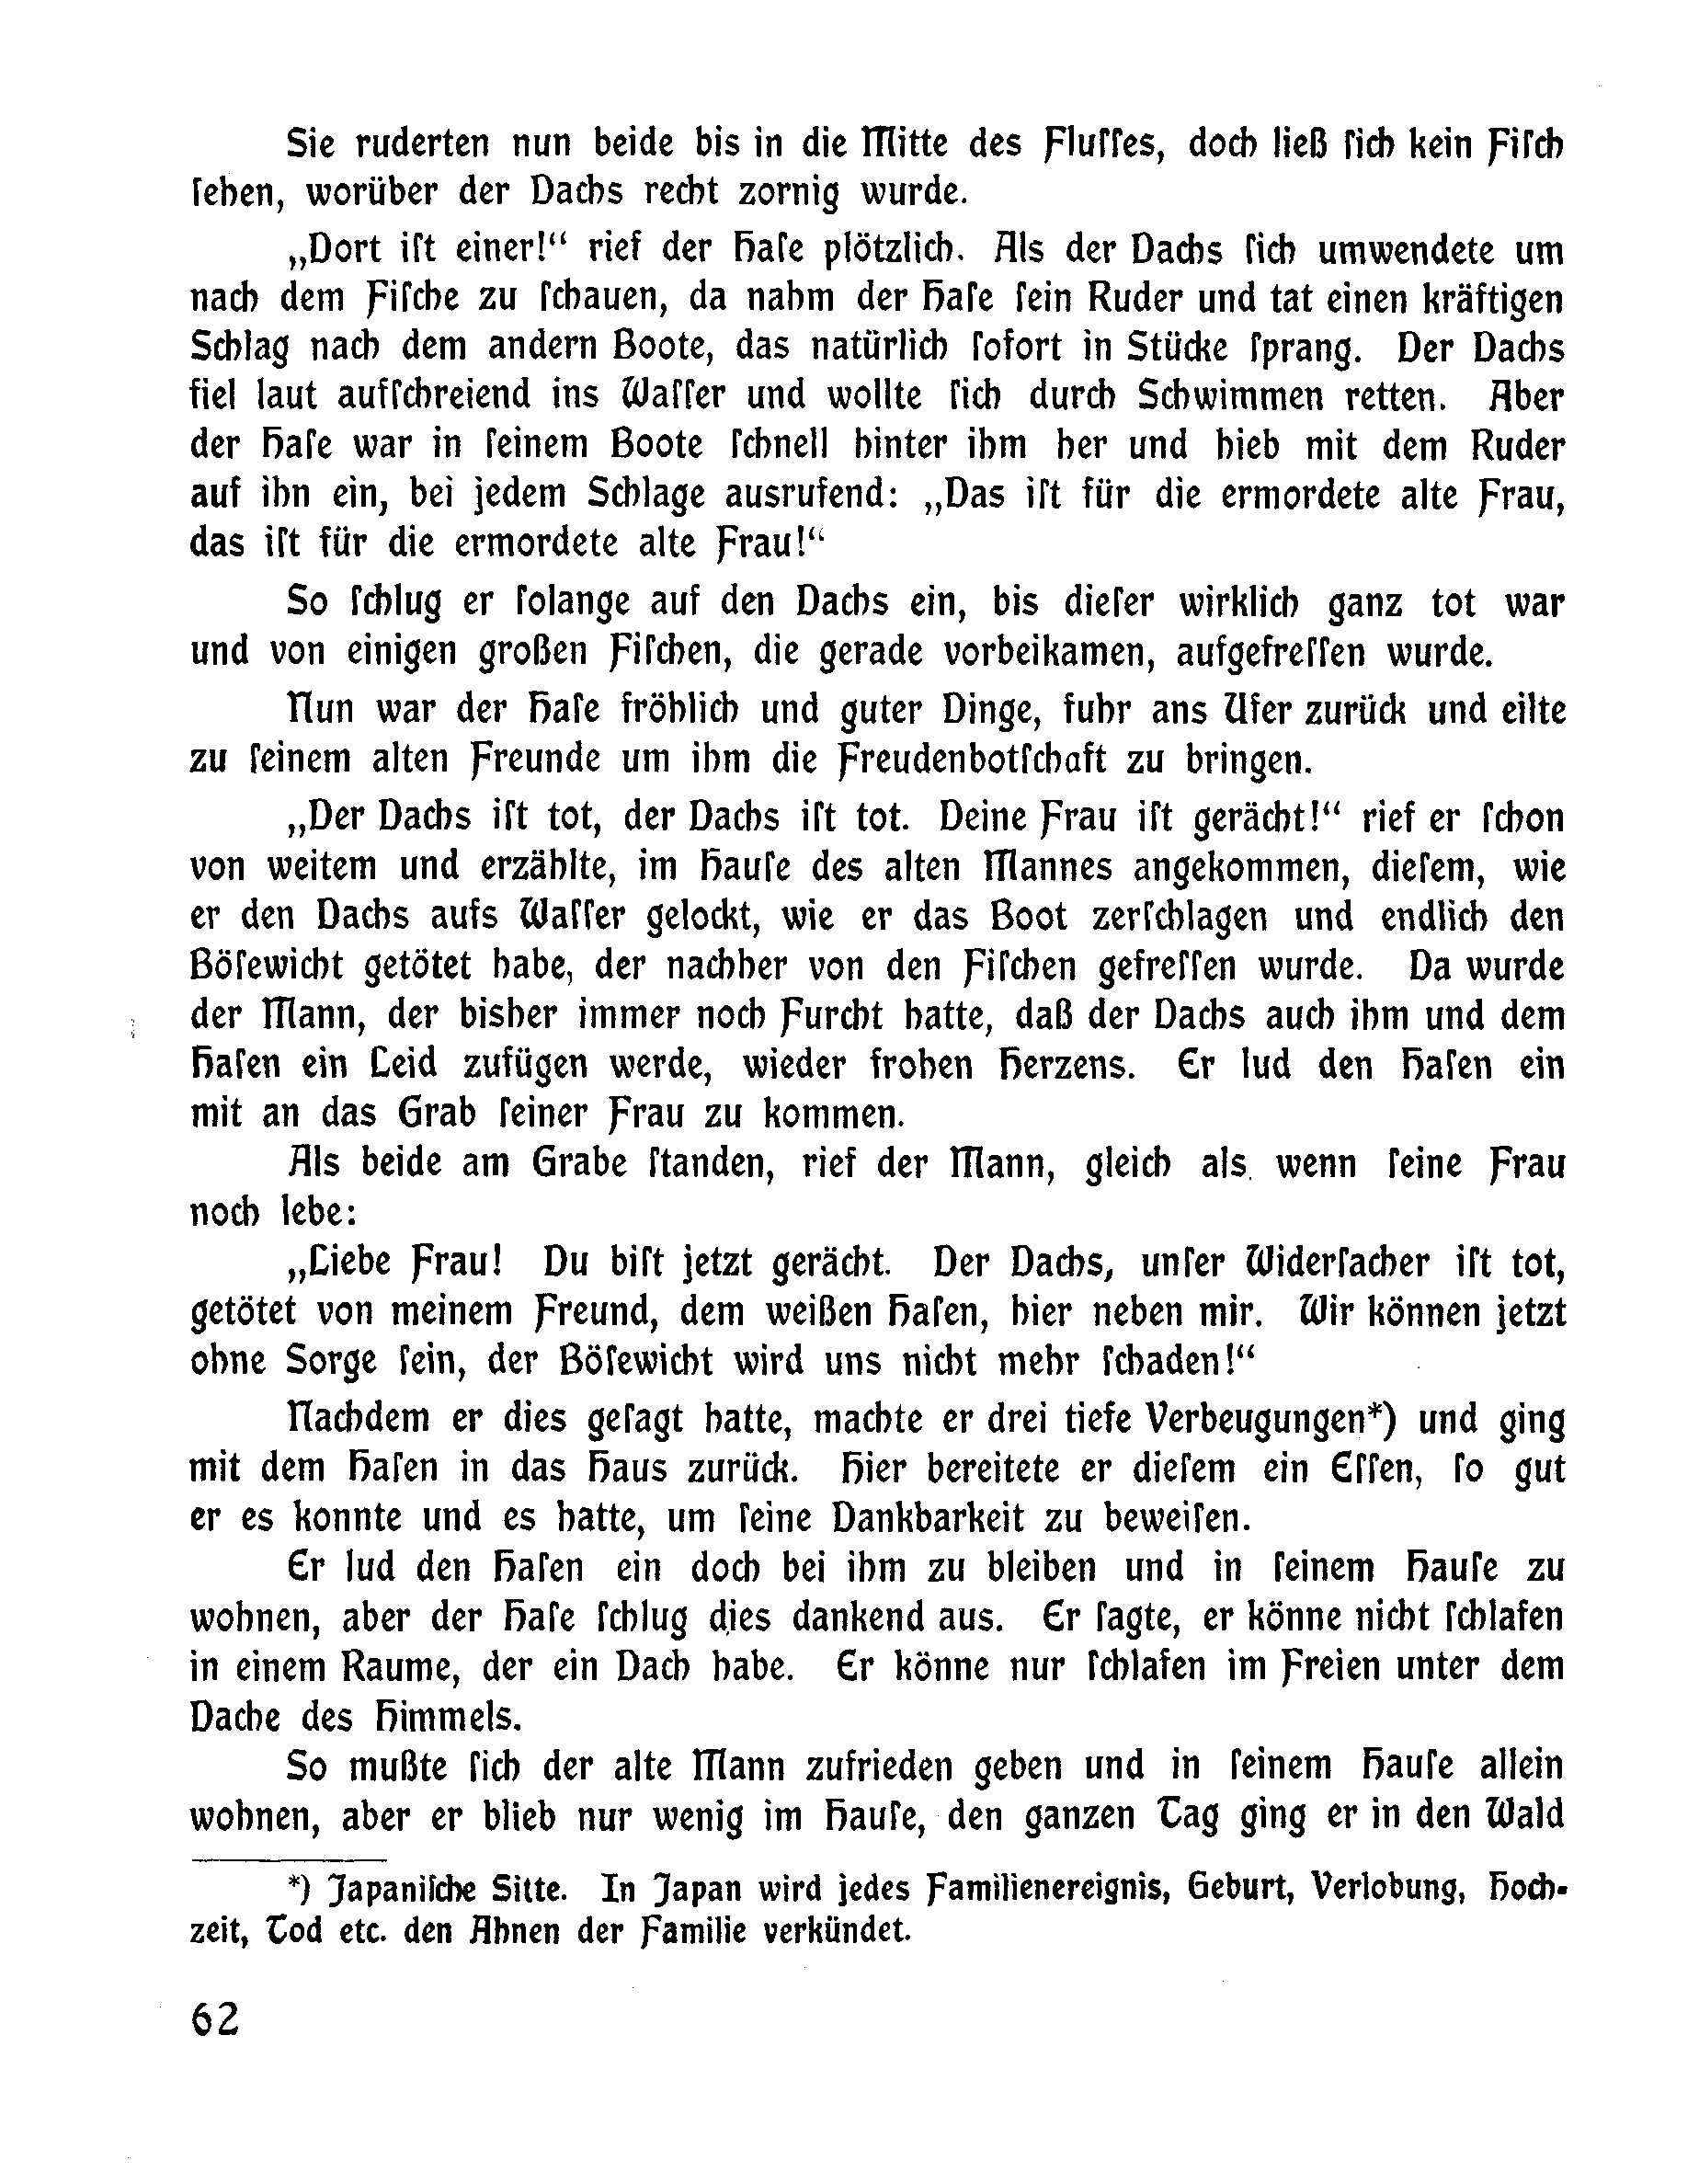 Sie ruderten nun beide bis in die Mitte des Fluſſes, doch ließ ſich kein Fiſch
ſehen, worüber der Dachs recht zornig wurde.
„Dort iſt einer!“ rief der Haſe plötzlich. Als der Dachs ſich umwendete um
nach dem Fiſche zu ſchauen, da nahm der Haſe ſein Ruder und tat einen kräftigen
Schlag nach dem andern Boote, das natürlich ſofort in Stücke ſprang. Der Dachs
fiel laut aufſchreiend ins Waſſer und wollte ſich durch Schwimmen retten. Aber
der Haſe war in ſeinem Boote ſchnell hinter ihm her und hieb mit dem Ruder
auf ihn ein, bei jedem Schlage ausrufend: „Das iſt für die ermordete alte Frau,
das iſt für die ermordete alte Frau!“
So ſchlug er ſolange auf den Dachs ein, bis dieſer wirklich ganz tot war
und von einigen großen Fiſchen, die gerade vorbeikamen, aufgefreſſen wurde.
Nun war der Haſe fröhlich und guter Dinge, fuhr ans Ufer zurück und eilte
zu ſeinem alten Freunde um ihm die Freudenbotſchaft zu bringen.
„Der Dachs iſt tot, der Dachs iſt tot. Deine Frau iſt gerächt!“ rief er ſchon
von weitem und erzählte, im Hauſe des alten Mannes angekommen, dieſem, wie
er den Dachs aufs Waſſer gelockt, wie er das Boot zerſchlagen und endlich den
Böſewicht getötet habe, der nachher von den Fiſchen gefreſſen wurde. Da wurde
der Mann, der bisher immer noch Furcht hatte, daß der Dachs auch ihm und dem
Haſen ein Leid zufügen werde, wieder frohen Herzens. Er lud den Haſen ein
mit an das Grab ſeiner Frau zu kommen.
Als beide am Grabe ſtanden, rief der Mann, gleich als wenn ſeine Frau
noch lebe:
„Liebe Frau! Du biſt jetzt gerächt. Der Dachs, unſer Widerſacher iſt tot,
getötet von meinem Freund, dem weißen Haſen, hier neben mir. Wir können jetzt
ohne Sorge ſein, der Böſewicht wird uns nicht mehr ſchaden!“
Nachdem er dies geſagt hatte, machte er drei tiefe Verbeugungen*) und ging
mit dem Haſen in das Haus zurück. Hier bereitete er dieſem ein Eſſen, ſo gut
er es konnte und es hatte, um ſeine Dankbarkeit zu beweiſen.
Er lud den Haſen ein doch bei ihm zu bleiben und in ſeinem Hauſe zu
wohnen, aber der Haſe ſchlug dies dankend aus. Er ſagte, er könne nicht ſchlafen
in einem Raume, der ein Dach habe. Er könne nur ſchlafen im Freien unter dem
Dache des Himmels.
So mußte ſich der alte Mann zufrieden geben und in ſeinem Hauſe allein
wohnen, aber er blieb nur wenig im Hauſe, den ganzen Tag ging er in den Wald
*) Japaniſche Sitte. In Japan wird jedes Familienereignis, Geburt, Verlobung, Hoch-
zeit, Tod etc. den Ahnen der Familie verkündet.
62